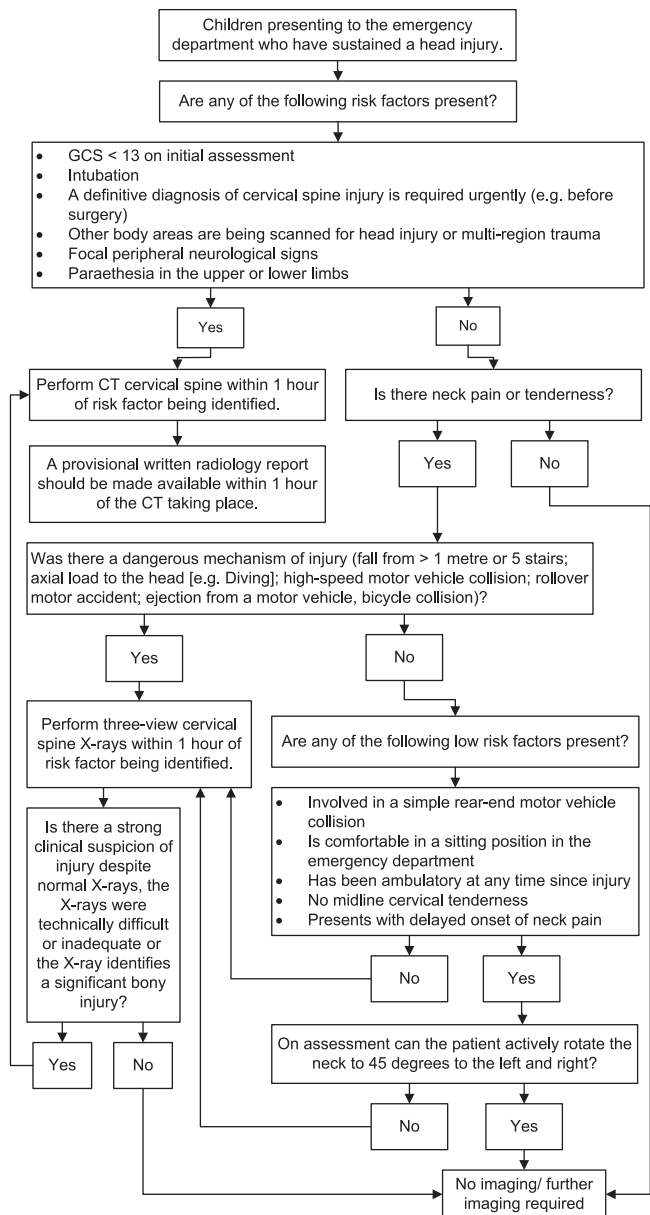 Children presenting to the emergency
department who have sustained a head injury.
Are any of the following risk factors present?
• GCS < 13 on initial assessment
• Intubation
• A definitive diagnosis of cervical spine injury is required urgently (e.g. before
surgery)
• Other body areas are being scanned for head injury or multi-region trauma
• Focal peripheral neurological signs
• Paraethesia in the upper or lower limbs
Yes
No
Perform CT cervical spine within 1 hour
of risk factor being identified.
Is there neck pain or tenderness?
A provisional written radiology report
should be made available within 1 hour
of the CT taking place.
Yes
No
Was there a dangerous mechanism of injury (fall from > 1 metre or 5 stairs;
axial load to the head [e.g. Diving]; high-speed motor vehicle collision; rollover
motor accident; ejection from a motor vehicle, bicycle collision)?
Yes
No
Perform three-view cervical
spine X-rays within 1 hour of
risk factor being identified.
Are any of the following low risk factors present?
Is there a strong
clinical suspicion of
injury despite
normal X-rays, the
X-rays were
technically difficult
or inadequate or
the X-ray identifies
a significant bony
injury?
• Involved in a simple rear-end motor vehicle
collision
• Is comfortable in a sitting position in the
emergency department
• Has been ambulatory at any time since injury
• No midline cervical tenderness
• Presents with delayed onset of neck pain
No
Yes
On assessment can the patient actively rotate the
neck to 45 degrees to the left and right?
Yes
No
No
Yes
No imaging/ further
imaging required